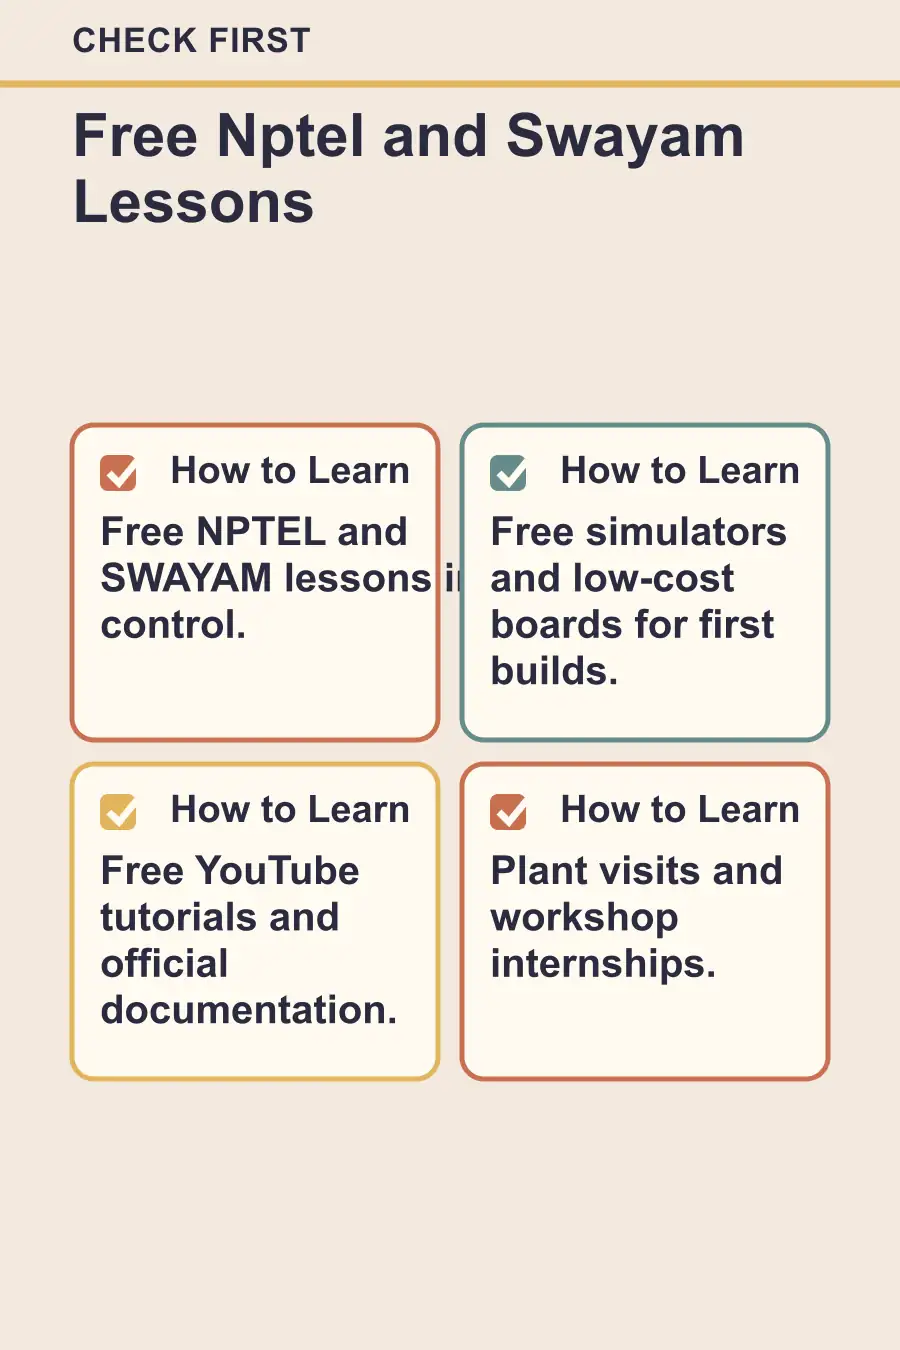 CHECK FIRST
Free Nptel and Swayam
Lessons
How to Learn
Free NPTEL and
SWAYAM lessons
control.
How to Learn
Free simulators
and low-cost
boards for first
builds.
How to Learn
Free YouTube
tutorials and
official
documentation.
How to Learn
Plant visits and
workshop
internships.